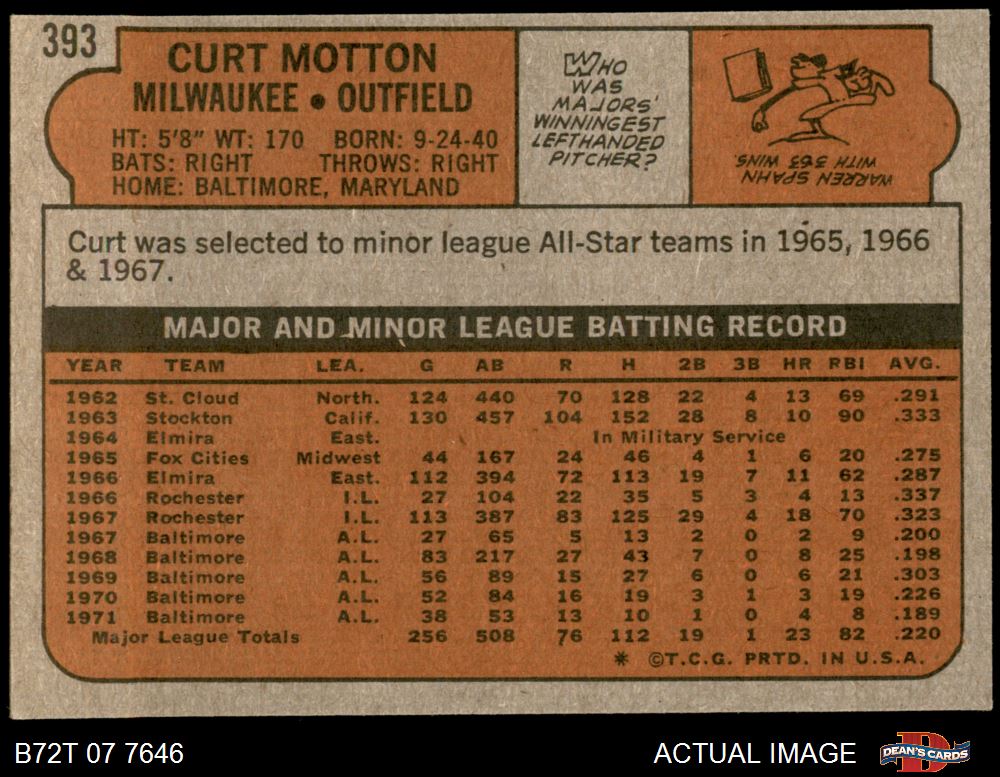 393
CURT MOTTON
MILWAUKEE • OUTFIELD
HT: 5'8" WT: 170 BORN: 9-24-40
BATS: RIGHT THROWS: RIGHT
HOME: BALTIMORE, MARYLAND
WHO
WAS
MAJORS'
WINNINGEST
LEFTHANDED
PITCHER?
WARREN SPAHN
WITH 363 WINS.
Curt was selected to minor league All-Star teams in 1965, 1966
& 1967.
MAJOR AND MINOR LEAGUE BATTING RECORD
YEAR TEAM LEA. G AB R H 2B 3B HR RBI AVG.
1962 St. Cloud North. 124 440 70 128 22 4 13 69 .291
1963 Stockton Calif. 130 457 104 152 28 8 10 90 .333
1964 Elmira East. In Military Service
1965 Fox Cities Midwest 44 167 24 46 4 1 6 20 .275
1966 Elmira East. 112 394 72 113 19 7 11 62 .287
1966 Rochester I.L. 27 104 22 35 5 3 4 13 .337
1967 Rochester I.L. 113 387 83 125 29 4 18 70 .323
1967 Baltimore A.L. 27 65 5 13 2 0 2 9 .200
1968 Baltimore A.L. 83 217 27 43 7 0 8 25 .198
1969 Baltimore A.L. 56 89 15 27 6 0 6 21 .303
1970 Baltimore A.L. 52 84 16 19 3 1 3 19 .226
1971 Baltimore A.L. 38 53 13 10 1 0 4 8 .189
Major League Totals 256 508 76 112 19 1 23 82 .220
* ©T.C.G. PRTD. IN U.S.A.
B72T 07 7646 ACTUAL IMAGE DEAN'S CARDS